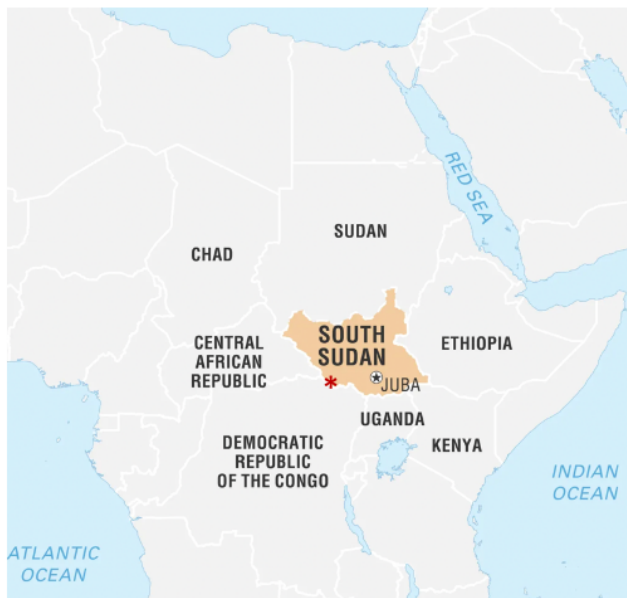 RED SEA
SUDAN
CHAD
SOUTH
SUDAN
CENTRAL
AFRICAN
REPUBLIC
ETHIOPIA
*
JUBA
UGANDA
KENYA
DEMOCRATIC
REPUBLIC
OF THE CONGO
INDIAN
OCEAN
ATLANTIC
OCEAN